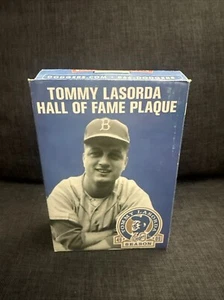 TOMMY LASORDA
HALL OF FAME PLAQUE
B
TOMMY LASORDA
SEASON